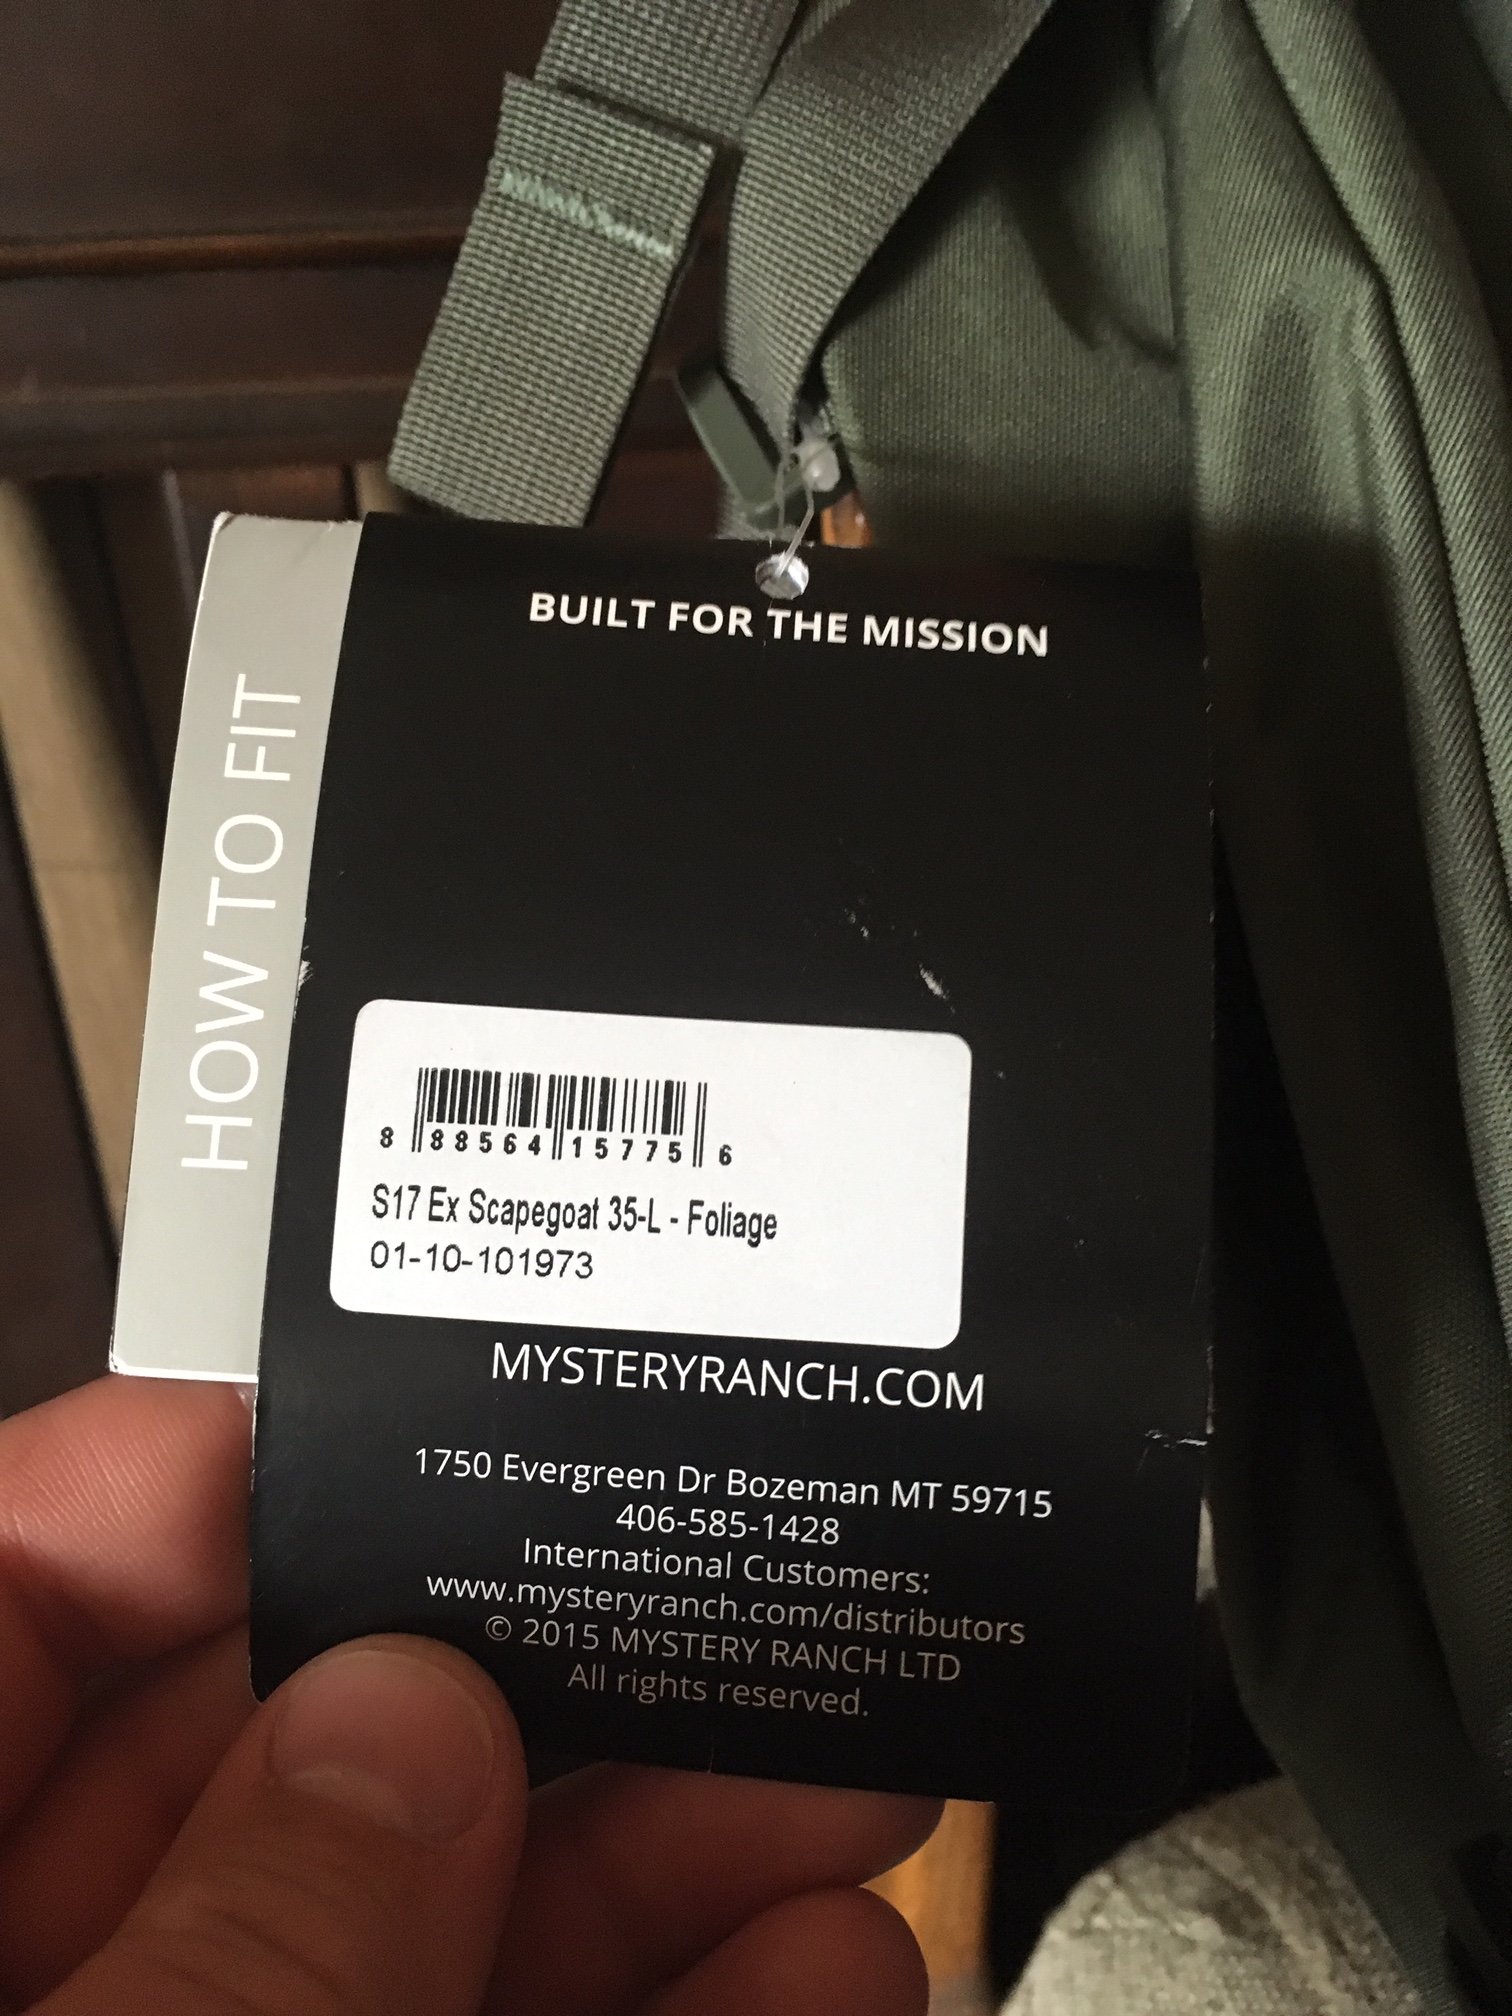 BUILT FOR THE MISSION
HOW TO FIT
8 88564 15775 6
S17 Ex Scapegoat 35-L - Foliage
01-10-101973
MYSTERYRANCH.COM
1750 Evergreen Dr Bozeman MT 59715
406-585-1428
International Customers:
www.mysteryranch.com/distributors
© 2015 MYSTERY RANCH LTD
All rights reserved.